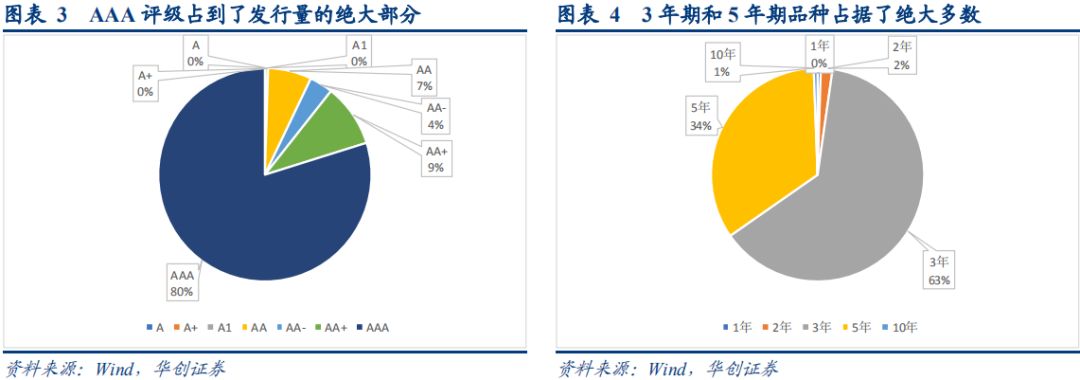 图表 3 AAA 评级占到了发行量的绝大部分
A
0%
A1
0%
A+
0%
AA
7%
AA-
4%
AA+
9%
AAA
80%
A A+ A1 AA AA- AA+ AAA
资料来源：Wind，华创证券
图表 4 3 年期和 5 年期品种占据了绝大多数
1年
0%
2年
2%
10年
1%
5年
34%
3年
63%
1年 2年 3年 5年 10年
资料来源：Wind，华创证券